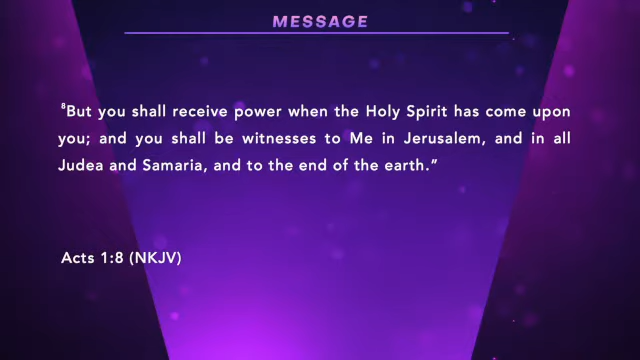 MESSAGE
⁸But you shall receive power when the Holy Spirit has come upon
you; and you shall be witnesses to Me in Jerusalem, and in all
Judea and Samaria, and to the end of the earth.”
Acts 1:8 (NKJV)